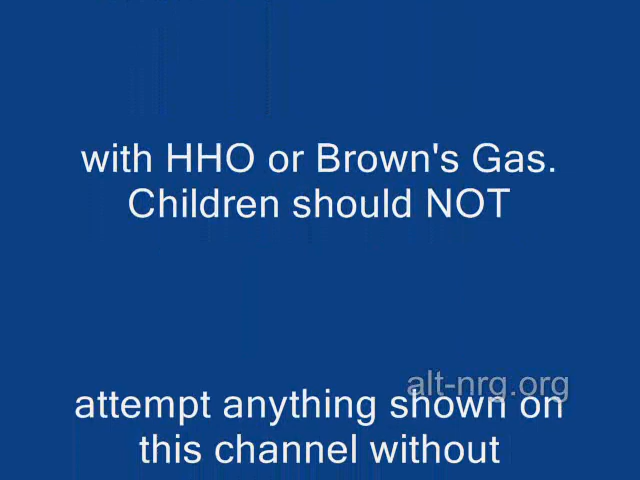 with HHO or Brown's Gas.
Children should NOT
alt-nrg.org
attempt anything shown on
this channel without